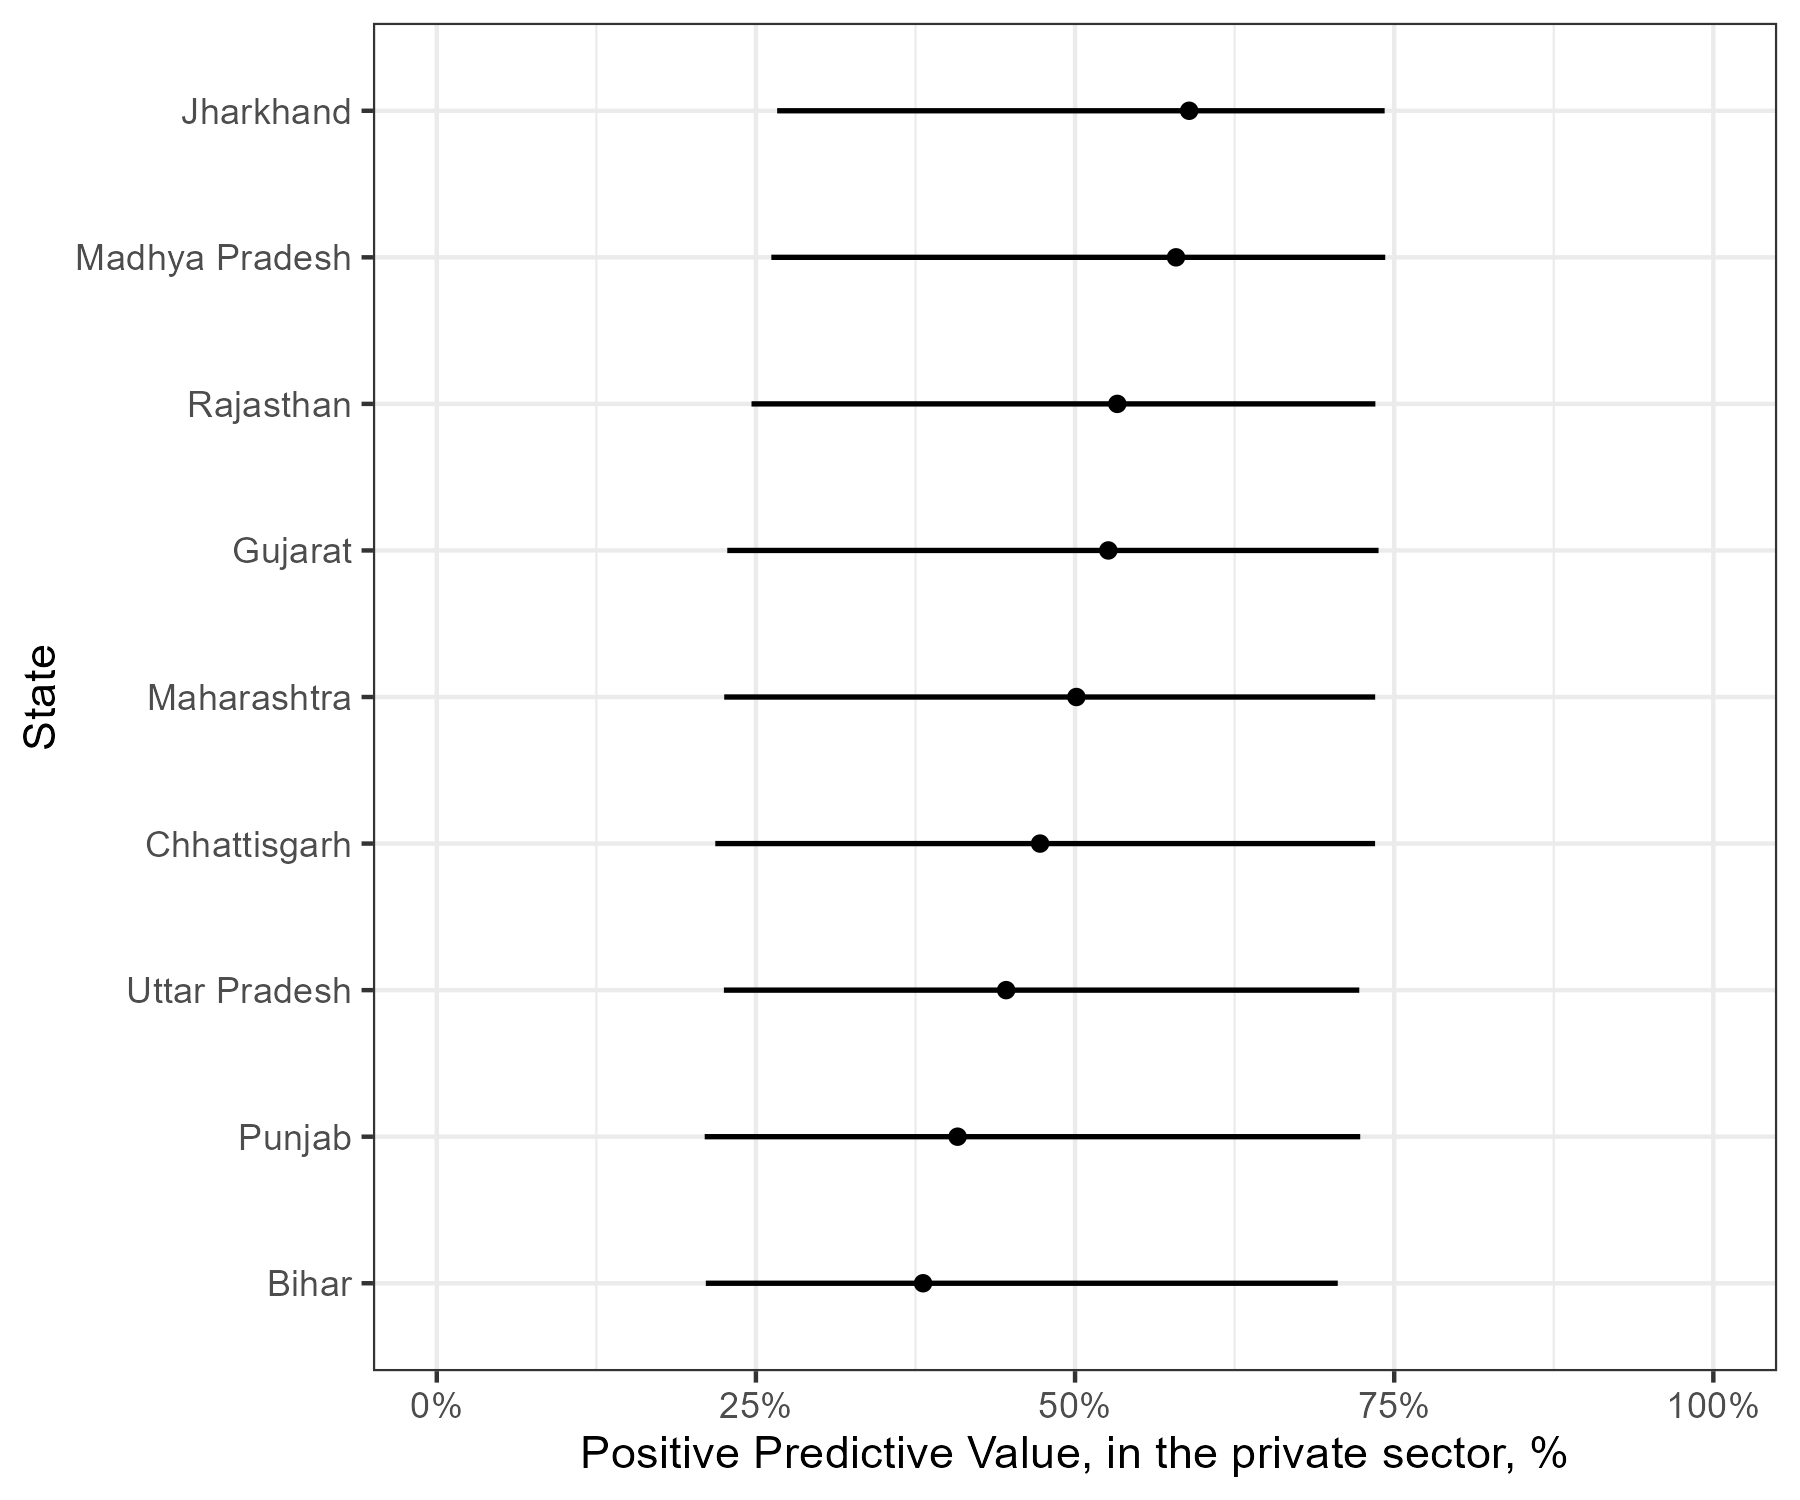 Jharkhand
Madhya Pradesh
Rajasthan
Gujarat
Maharashtra
Chhattisgarh
Uttar Pradesh
Punjab
Bihar
State
0% 25% 50% 75% 100%
Positive Predictive Value, in the private sector, %